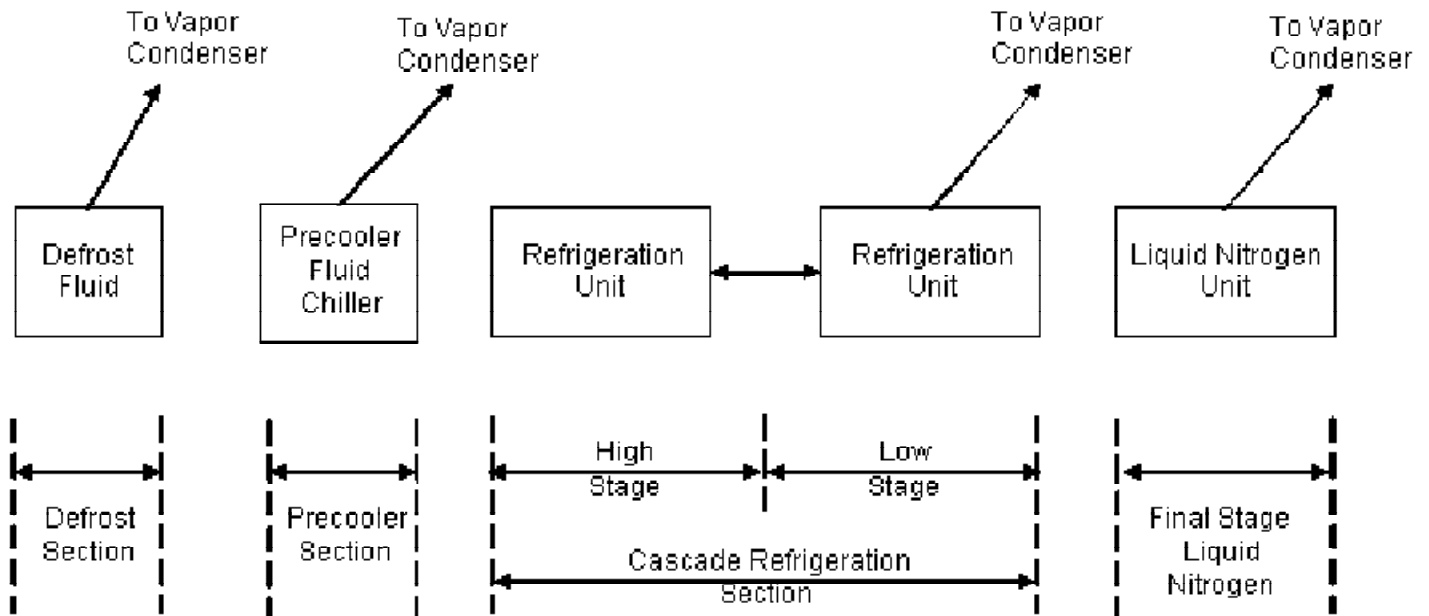 To Vapor
Condenser
To Vapor
Condenser
To Vapor
Condenser
To Vapor
Condenser
Defrost
Fluid
Precooler
Fluid
Chiller
Refrigeration
Unit
Refrigeration
Unit
Liquid Nitrogen
Unit
High
Stage
Low
Stage
Defrost
Section
Precooler
Section
Cascade Refrigeration
Section
Final Stage
Liquid
Nitrogen